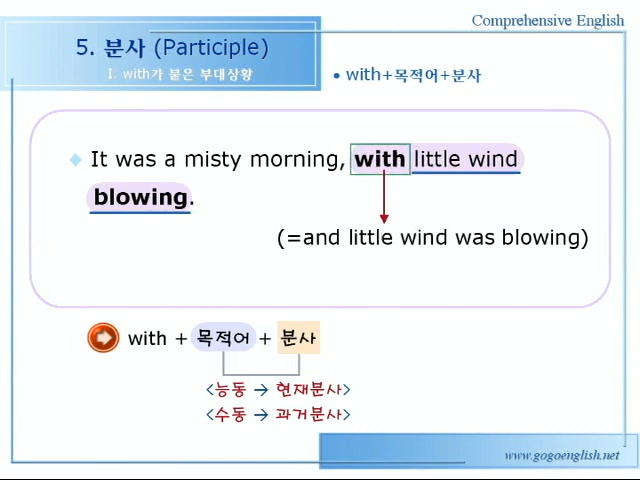 Comprehensive English
5. 분사 (Participle)
I. with가 붙은 부대상황
• with+목적어+분사
◆ It was a misty morning, with little wind
blowing.
(=and little wind was blowing)
with + 목적어 + 분사
<능동 → 현재분사>
<수동 → 과거분사>
www.gogoenglish.net